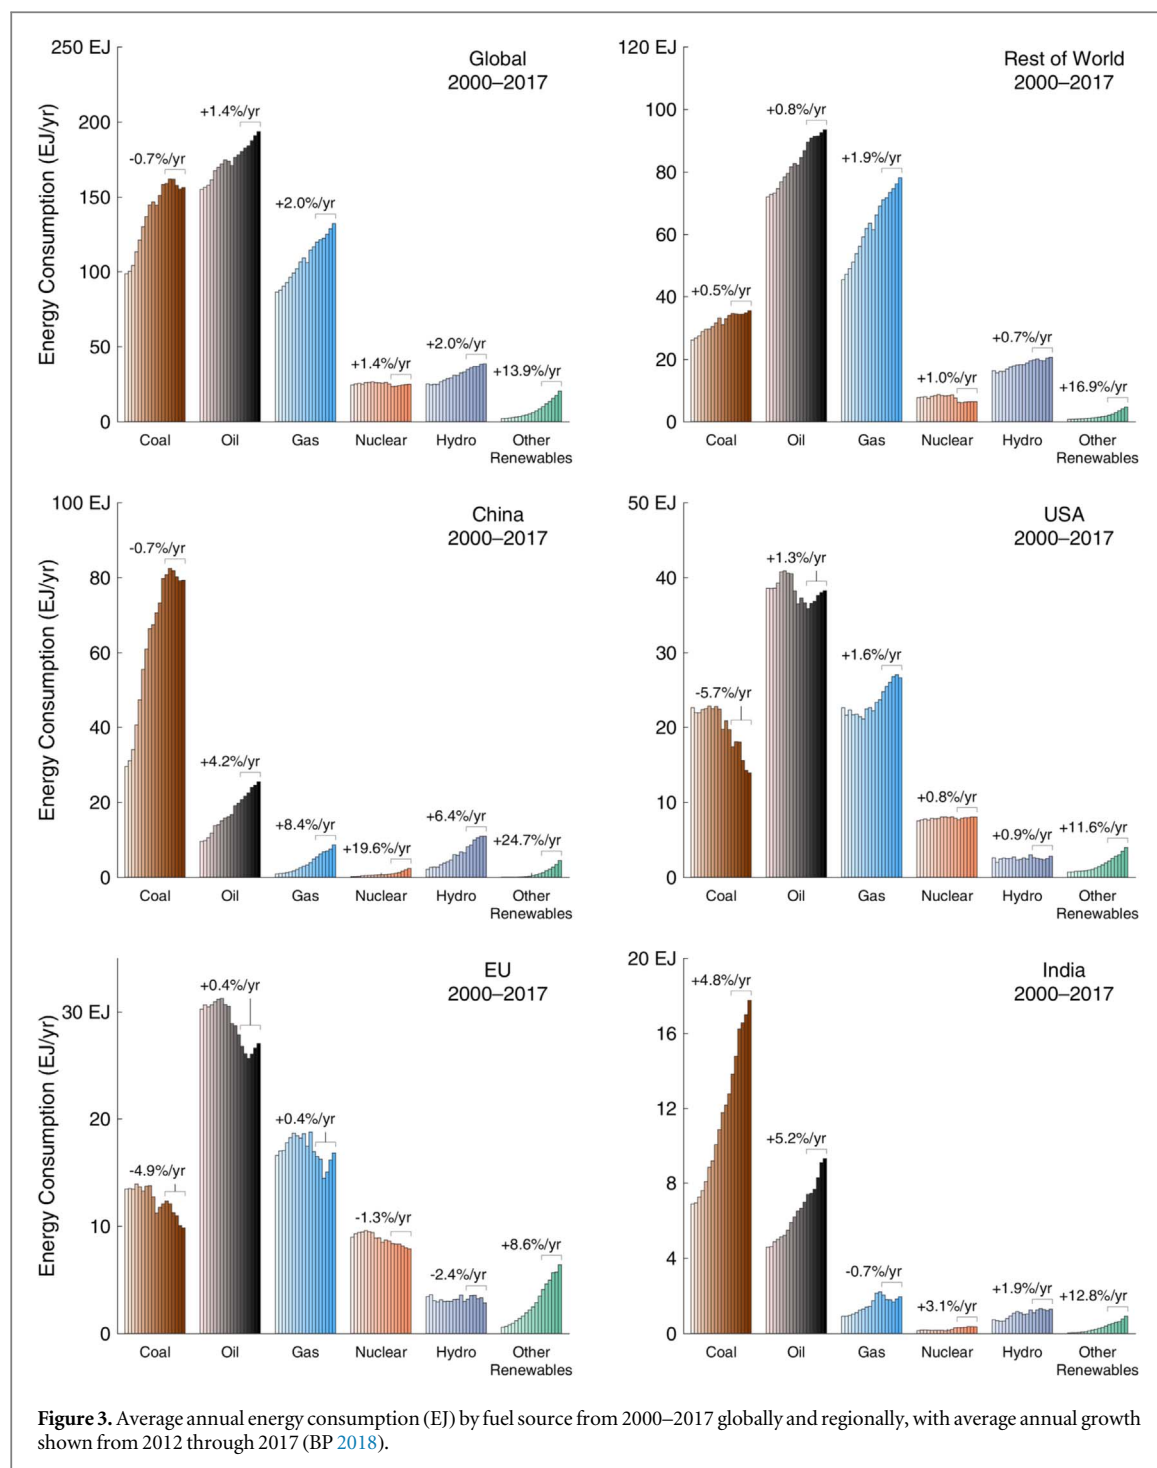 250 EJ
200
150
100
50
0
Energy Consumption (EJ/yr)
Global
2000–2017
-0.7%/yr
+1.4%/yr
+2.0%/yr
+1.4%/yr
+2.0%/yr
+13.9%/yr
Coal
Oil
Gas
Nuclear
Hydro
Other
Renewables
120 EJ
100
80
60
40
20
0
Rest of World
2000–2017
+0.5%/yr
+0.8%/yr
+1.9%/yr
+1.0%/yr
+0.7%/yr
+16.9%/yr
Coal
Oil
Gas
Nuclear
Hydro
Other
Renewables
100 EJ
80
60
40
20
0
Energy Consumption (EJ/yr)
China
2000–2017
-0.7%/yr
+4.2%/yr
+8.4%/yr
+19.6%/yr
+6.4%/yr
+24.7%/yr
Coal
Oil
Gas
Nuclear
Hydro
Other
Renewables
50 EJ
40
30
20
10
0
USA
2000–2017
-5.7%/yr
+1.3%/yr
+1.6%/yr
+0.8%/yr
+0.9%/yr
+11.6%/yr
Coal
Oil
Gas
Nuclear
Hydro
Other
Renewables
30 EJ
20
10
0
Energy Consumption (EJ/yr)
EU
2000–2017
-4.9%/yr
+0.4%/yr
+0.4%/yr
-1.3%/yr
-2.4%/yr
+8.6%/yr
Coal
Oil
Gas
Nuclear
Hydro
Other
Renewables
20 EJ
16
12
8
4
0
India
2000–2017
+4.8%/yr
+5.2%/yr
-0.7%/yr
+3.1%/yr
+1.9%/yr
+12.8%/yr
Coal
Oil
Gas
Nuclear
Hydro
Other
Renewables
Figure 3. Average annual energy consumption (EJ) by fuel source from 2000–2017 globally and regionally, with average annual growth
shown from 2012 through 2017 (BP 2018).